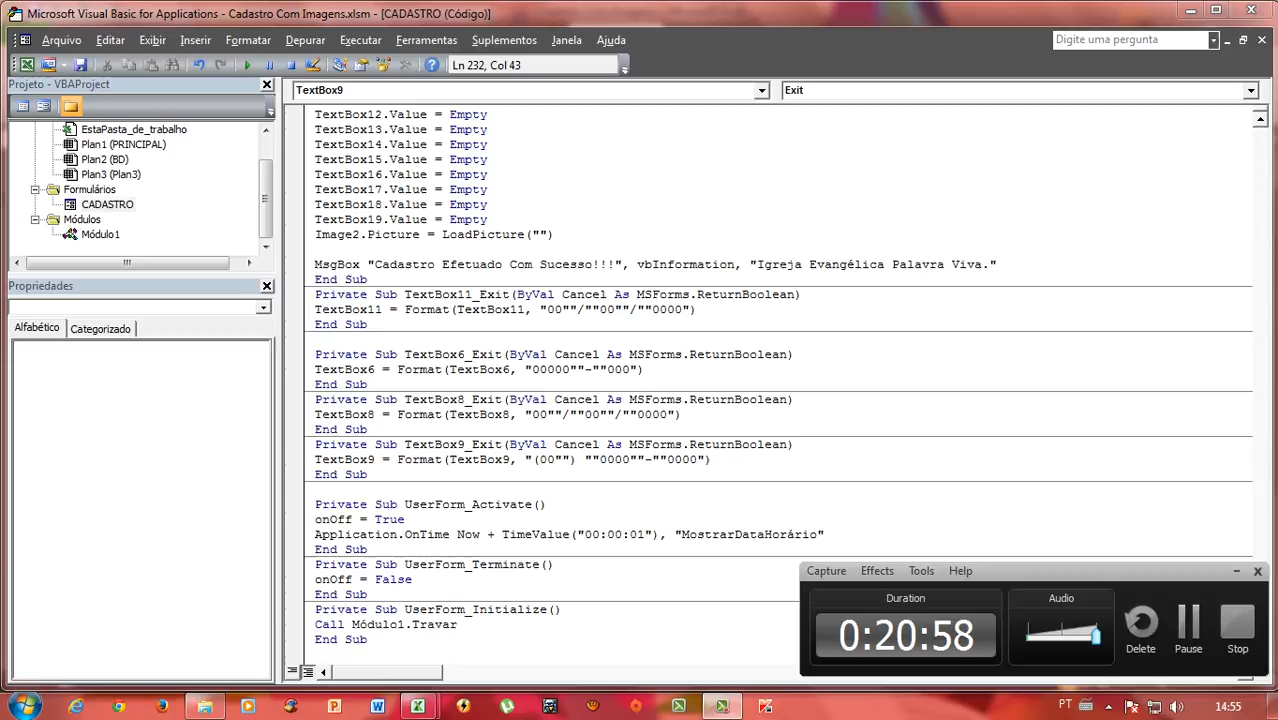 Microsoft Visual Basic for Applications - Cadastro Com Imagens.xlsm - [CADASTRO (Código)]
Arquivo Editar Exibir Inserir Formatar Depurar Executar Ferramentas Suplementos Janela Ajuda
Digite uma pergunta
Ln 232, Col 43
Projeto - VBAProject
EstaPasta_de_trabalho
Plan1 (PRINCIPAL)
Plan2 (BD)
Plan3 (Plan3)
Formulários
CADASTRO
Módulos
Módulo1
Propriedades
Alfabético Categorizado
TextBox9 Exit
TextBox12.Value = Empty
TextBox13.Value = Empty
TextBox14.Value = Empty
TextBox15.Value = Empty
TextBox16.Value = Empty
TextBox17.Value = Empty
TextBox18.Value = Empty
TextBox19.Value = Empty
Image2.Picture = LoadPicture("")
MsgBox "Cadastro Efetuado Com Sucesso!!!", vbInformation, "Igreja Evangélica Palavra Viva."
End Sub
Private Sub TextBox11_Exit(ByVal Cancel As MSForms.ReturnBoolean)
TextBox11 = Format(TextBox11, "00""/""00""/""0000")
End Sub
Private Sub TextBox6_Exit(ByVal Cancel As MSForms.ReturnBoolean)
TextBox6 = Format(TextBox6, "00000""-""000")
End Sub
Private Sub TextBox8_Exit(ByVal Cancel As MSForms.ReturnBoolean)
TextBox8 = Format(TextBox8, "00""/""00""/""0000")
End Sub
Private Sub TextBox9_Exit(ByVal Cancel As MSForms.ReturnBoolean)
TextBox9 = Format(TextBox9, "(00"") ""0000""-""0000")
End Sub
Private Sub UserForm_Activate()
onOff = True
Application.OnTime Now + TimeValue("00:00:01"), "MostrarDataHorário"
End Sub
Private Sub UserForm_Terminate()
onOff = False
End Sub
Private Sub UserForm_Initialize()
Call Módulo1.Travar
End Sub
Capture Effects Tools Help
Duration Audio
0:20:58
Delete Pause Stop
PT 14:55